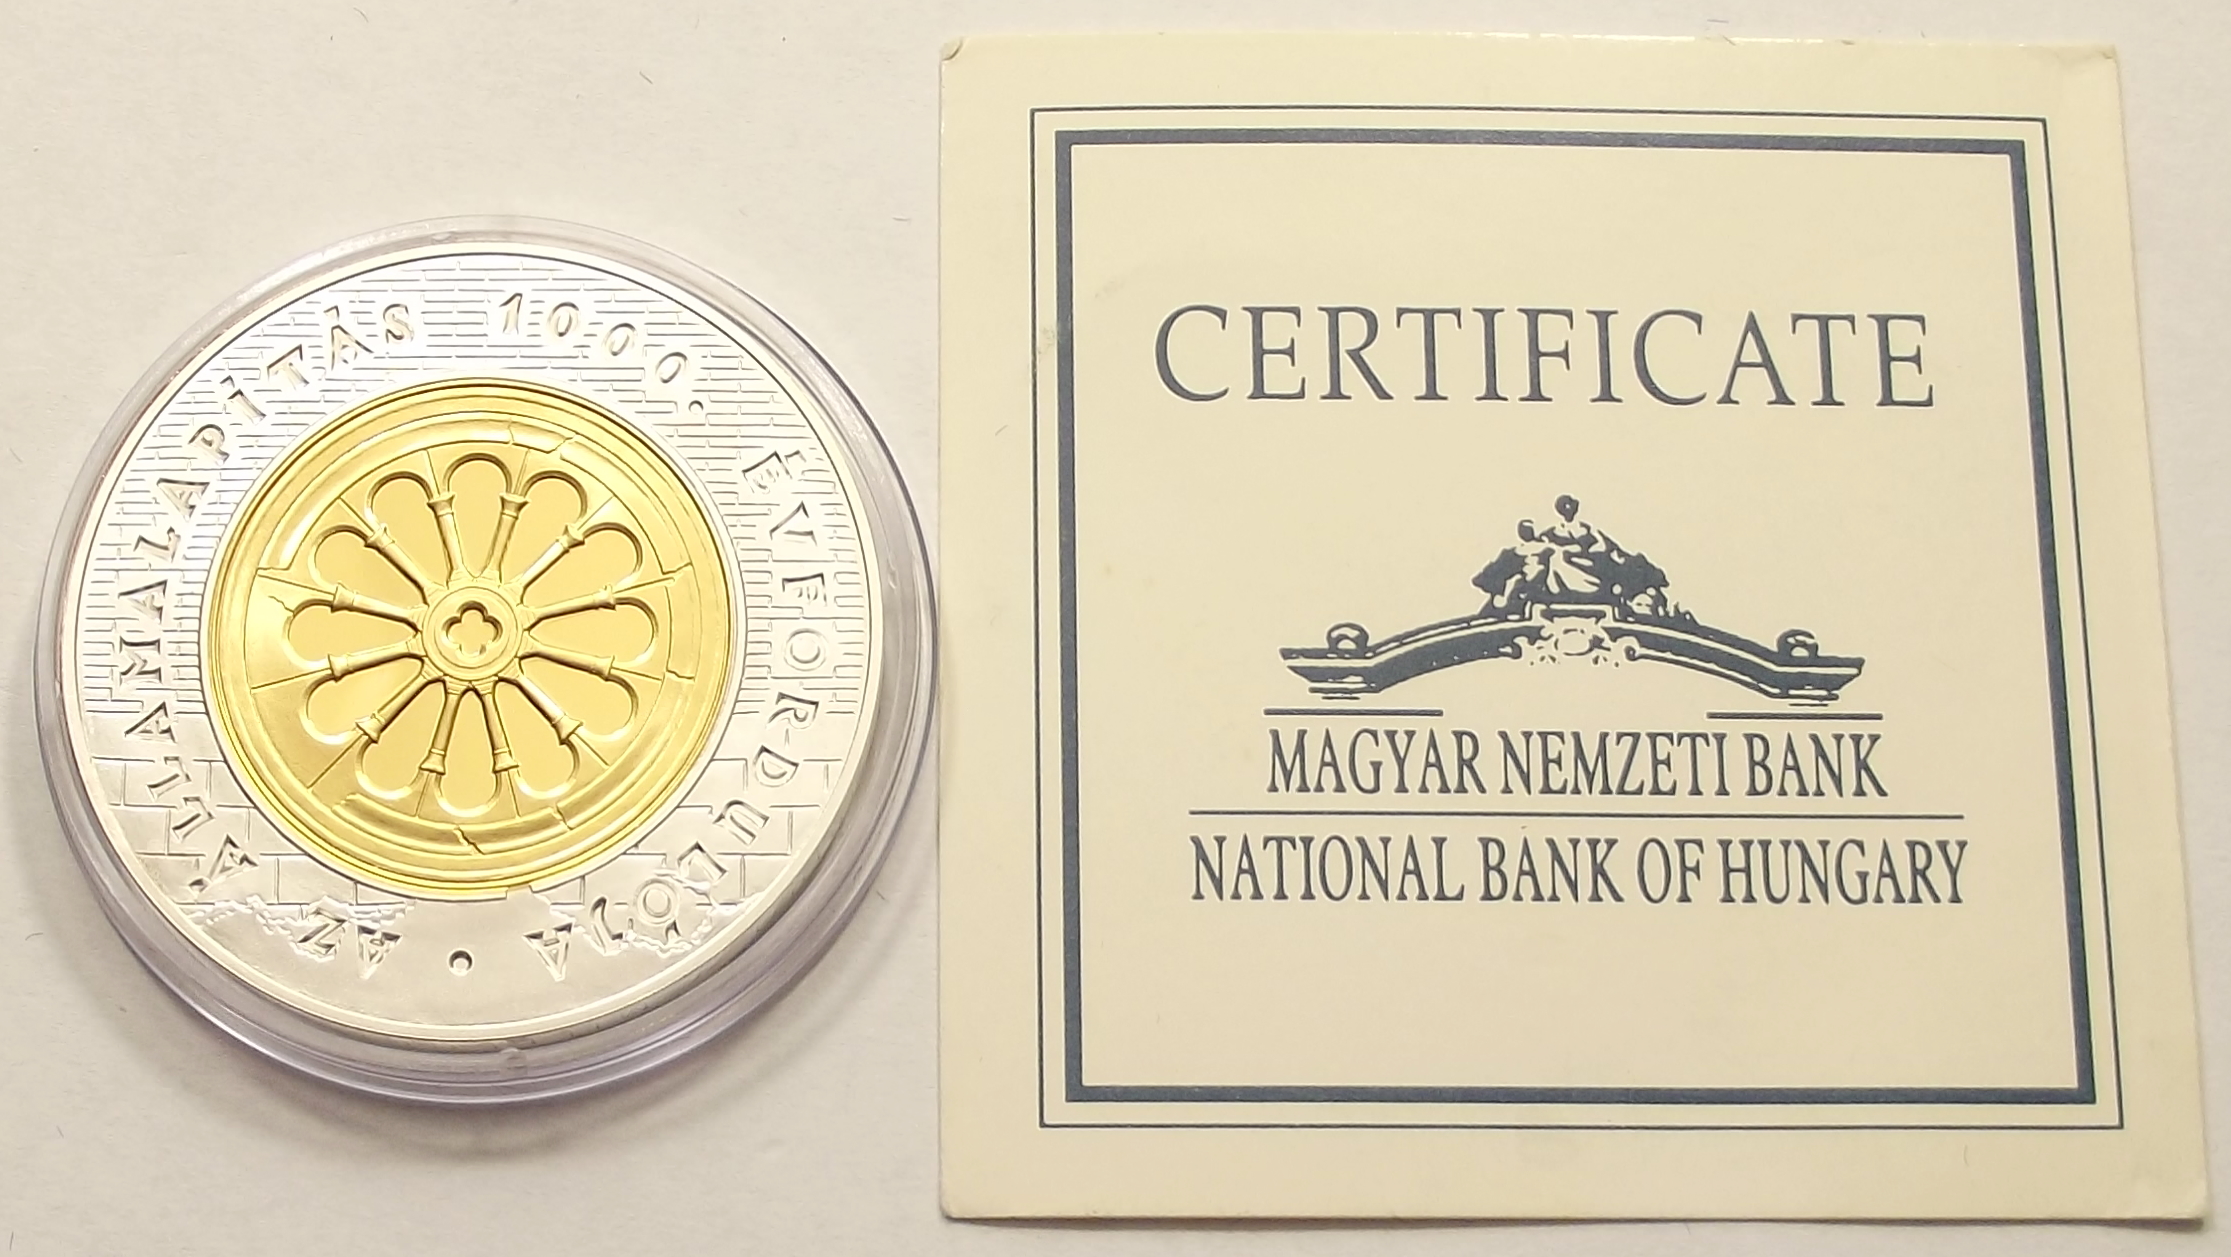 AZ ÁLLAMALAPÍTÁS 1000. ÉVFORDULÓJA •
CERTIFICATE
MAGYAR NEMZETI BANK
NATIONAL BANK OF HUNGARY